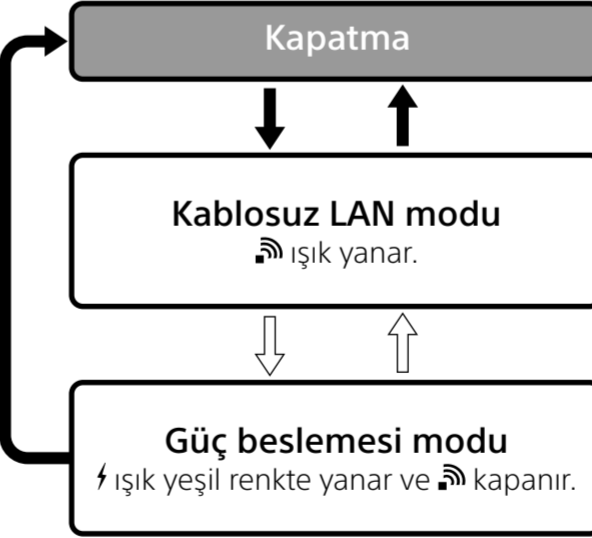 Kapatma
Kablosuz LAN modu
ışık yanar.
Güç beslemesi modu
ışık yeşil renkte yanar ve kapanır.